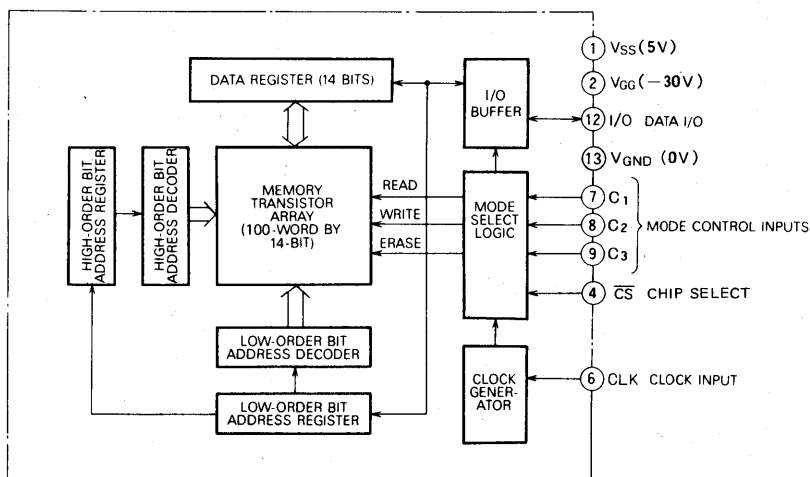 DATA REGISTER (14 BITS)
I/O
BUFFER
1 VSS (5V)
2 VGG (−30V)
12 I/O DATA I/O
13 VGND (0V)
HIGH-ORDER BIT
ADDRESS REGISTER
HIGH-ORDER BIT
ADDRESS DECODER
MEMORY
TRANSISTOR
ARRAY
(100-WORD BY
14-BIT)
READ
WRITE
ERASE
MODE
SELECT
LOGIC
7 C1
8 C2
9 C3
MODE CONTROL INPUTS
4 C̅S̅ CHIP SELECT
LOW-ORDER BIT
ADDRESS DECODER
LOW-ORDER BIT
ADDRESS REGISTER
CLOCK
GENER-
ATOR
6 CLK CLOCK INPUT